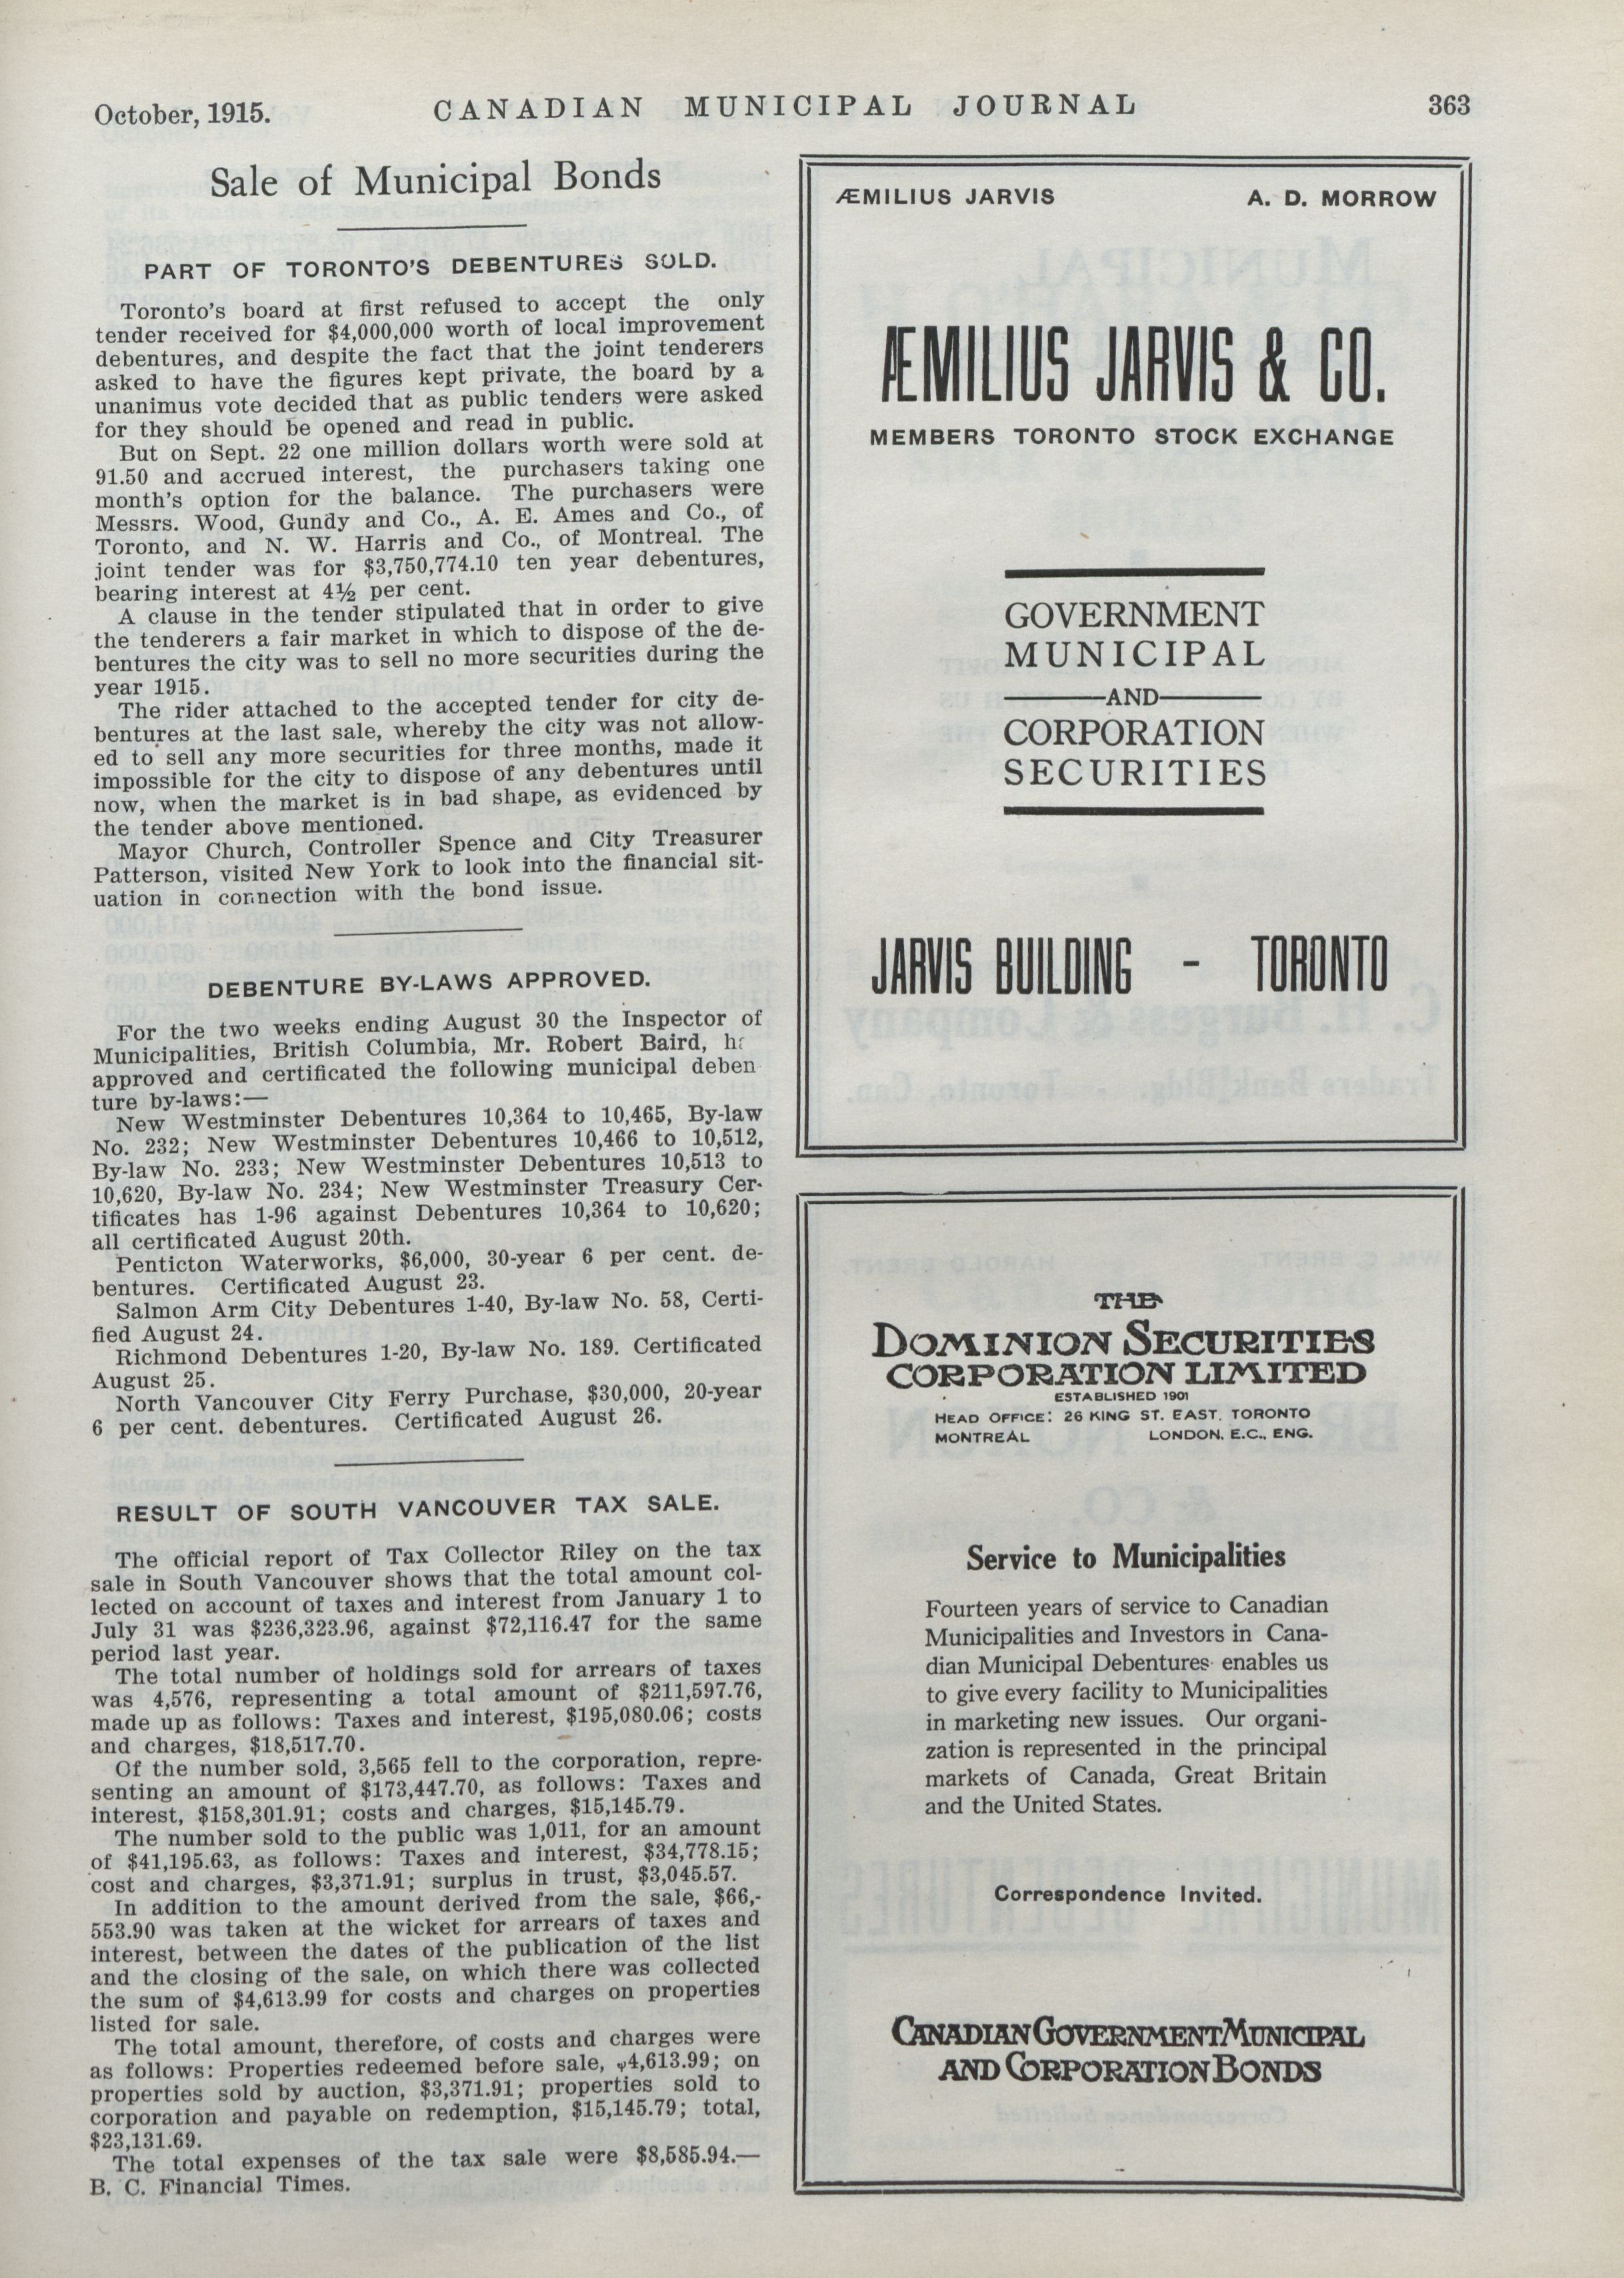 October, 1915.
CANADIAN MUNICIPAL JOURNAL
363
Sale of Municipal Bonds
PART OF TORONTO'S DEBENTURES SOLD.
Toronto's board at first refused to accept the only
tender received for $4,000,000 worth of local improvement
debentures, and despite the fact that the joint tenderers
asked to have the figures kept private, the board by a
unanimus vote decided that as public tenders were asked
for they should be opened and read in public.
But on Sept. 22 one million dollars worth were sold at
91.50 and accrued interest, the purchasers taking one
month's option for the balance. The purchasers were
Messrs. Wood, Gundy and Co., A. E. Ames and Co., of
Toronto, and N. W. Harris and Co., of Montreal. The
joint tender was for $3,750,774.10 ten year debentures,
bearing interest at 4½ per cent.
A clause in the tender stipulated that in order to give
the tenderers a fair market in which to dispose of the de-
bentures the city was to sell no more securities during the
year 1915.
The rider attached to the accepted tender for city de-
bentures at the last sale, whereby the city was not allow-
ed to sell any more securities for three months, made it
impossible for the city to dispose of any debentures until
now, when the market is in bad shape, as evidenced by
the tender above mentioned.
Mayor Church, Controller Spence and City Treasurer
Patterson, visited New York to look into the financial sit-
uation in connection with the bond issue.
DEBENTURE BY-LAWS APPROVED.
For the two weeks ending August 30 the Inspector of
Municipalities, British Columbia, Mr. Robert Baird,
approved and certificated the following municipal deben
ture by-laws:—
New Westminster Debentures 10,364 to 10,465, By-law
No. 232; New Westminster Debentures 10,466 to 10,512,
By-law No. 233; New Westminster Debentures 10,513 to
10,620, By-law No. 234; New Westminster Treasury Cer-
tificates has 1-96 against Debentures 10,364 to 10,620;
all certificated August 20th.
Penticton Waterworks, $6,000, 30-year 6 per cent. de-
bentures. Certificated August 23.
Salmon Arm City Debentures 1-40, By-law No. 58, Certi-
fied August 24.
Richmond Debentures 1-20, By-law No. 189. Certificated
August 25.
North Vancouver City Ferry Purchase, $30,000, 20-year
6 per cent. debentures. Certificated August 26.
RESULT OF SOUTH VANCOUVER TAX SALE.
The official report of Tax Collector Riley on the tax
sale in South Vancouver shows that the total amount col-
lected on account of taxes and interest from January 1 to
July 31 was $236,323.96, against $72,116.47 for the same
period last year.
The total number of holdings sold for arrears of taxes
was 4,576, representing a total amount of $211,597.76,
made up as follows: Taxes and interest, $195,080.06; costs
and charges, $18,517.70.
Of the number sold, 3,565 fell to the corporation, repre-
senting an amount of $173,447.70, as follows: Taxes and
interest, $158,301.91; costs and charges, $15,145.79.
The number sold to the public was 1,011, for an amount
of $41,195.63, as follows: Taxes and interest, $34,778.15;
cost and charges, $3,371.91; surplus in trust, $3,045.57.
In addition to the amount derived from the sale, $66,-
553.90 was taken at the wicket for arrears of taxes and
interest, between the dates of the publication of the list
and the closing of the sale, on which there was collected
the sum of $4,613.99 for costs and charges on properties
listed for sale.
The total amount, therefore, of costs and charges were
as follows: Properties redeemed before sale, $4,613.99; on
properties sold by auction, $3,371.91; properties sold to
corporation and payable on redemption, $15,145.79; total,
$23,131.69.
The total expenses of the tax sale were $8,585.94.—
B. C. Financial Times.
ÆMILIUS JARVIS
A. D. MORROW
ÆMILIUS JARVIS & CO.
MEMBERS TORONTO STOCK EXCHANGE
GOVERNMENT
MUNICIPAL
AND
CORPORATION
SECURITIES
JARVIS BUILDING - TORONTO
THE
DOMINION SECURITIES
CORPORATION LIMITED
ESTABLISHED 1901
HEAD OFFICE: 26 KING ST. EAST. TORONTO
MONTREAL LONDON, E.C., ENG.
Service to Municipalities
Fourteen years of service to Canadian
Municipalities and Investors in Cana-
dian Municipal Debentures enables us
to give every facility to Municipalities
in marketing new issues. Our organi-
zation is represented in the principal
markets of Canada, Great Britain
and the United States.
Correspondence Invited.
CANADIAN GOVERNMENT MUNICIPAL
AND CORPORATION BONDS